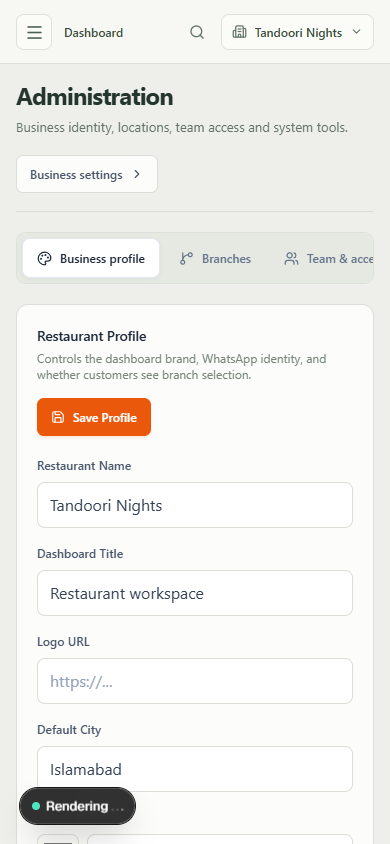 Dashboard
Tandoori Nights
Administration
Business identity, locations, team access and system tools.
Business settings
Business profile
Branches
Team & acce
Restaurant Profile
Controls the dashboard brand, WhatsApp identity, and
whether customers see branch selection.
Save Profile
Restaurant Name
Tandoori Nights
Dashboard Title
Restaurant workspace
Logo URL
https://...
Default City
Islamabad
Rendering ...